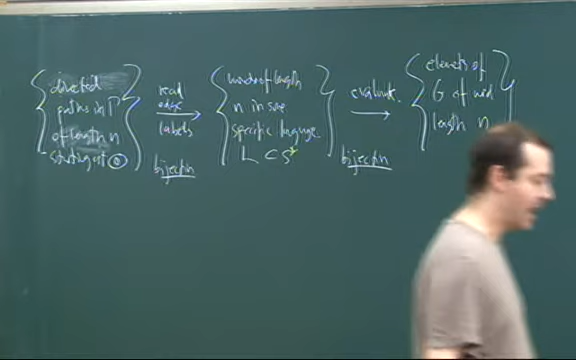 directed
paths in Γ
of length n
starting at ①
read
edge
labels
bijection
words of length
n in some
specific language
L ⊂ S*
evaluate
bijection
elements of
G of word
length n